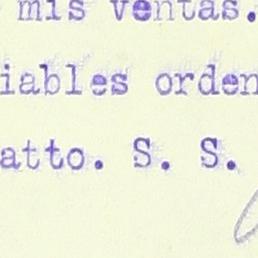 mis ventas.
iables orden
atto. S. S.